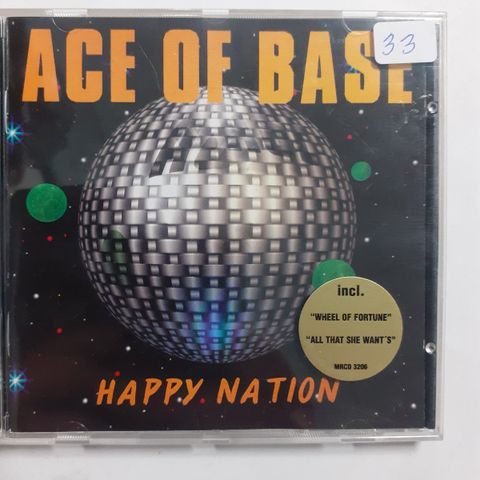 ACE OF BASE
33
incl.
"WHEEL OF FORTUNE"
"ALL THAT SHE WANT´S"
MRCD 3206
HAPPY NATION